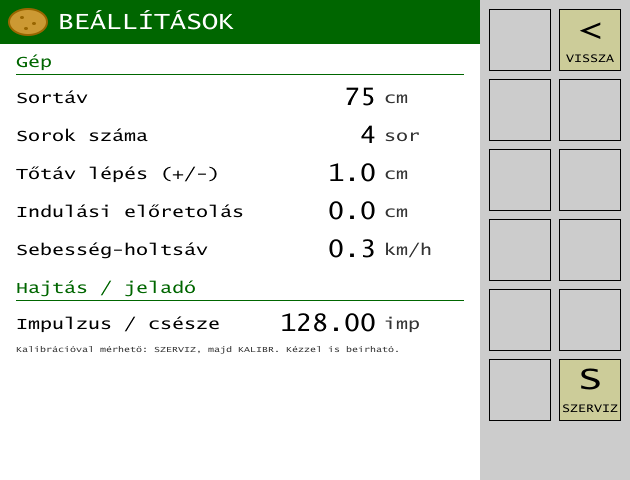 BEÁLLÍTÁSOK
Gép
Sortáv 75 cm
Sorok száma 4 sor
Tőtáv lépés (+/-) 1.0 cm
Indulási előretolás 0.0 cm
Sebesség-holtsáv 0.3 km/h
Hajtás / jeladó
Impulzus / csésze 128.00 imp
Kalibrációval mérhető: SZERVIZ, majd KALIBR. Kézzel is beírható.
<
VISSZA
S
SZERVIZ